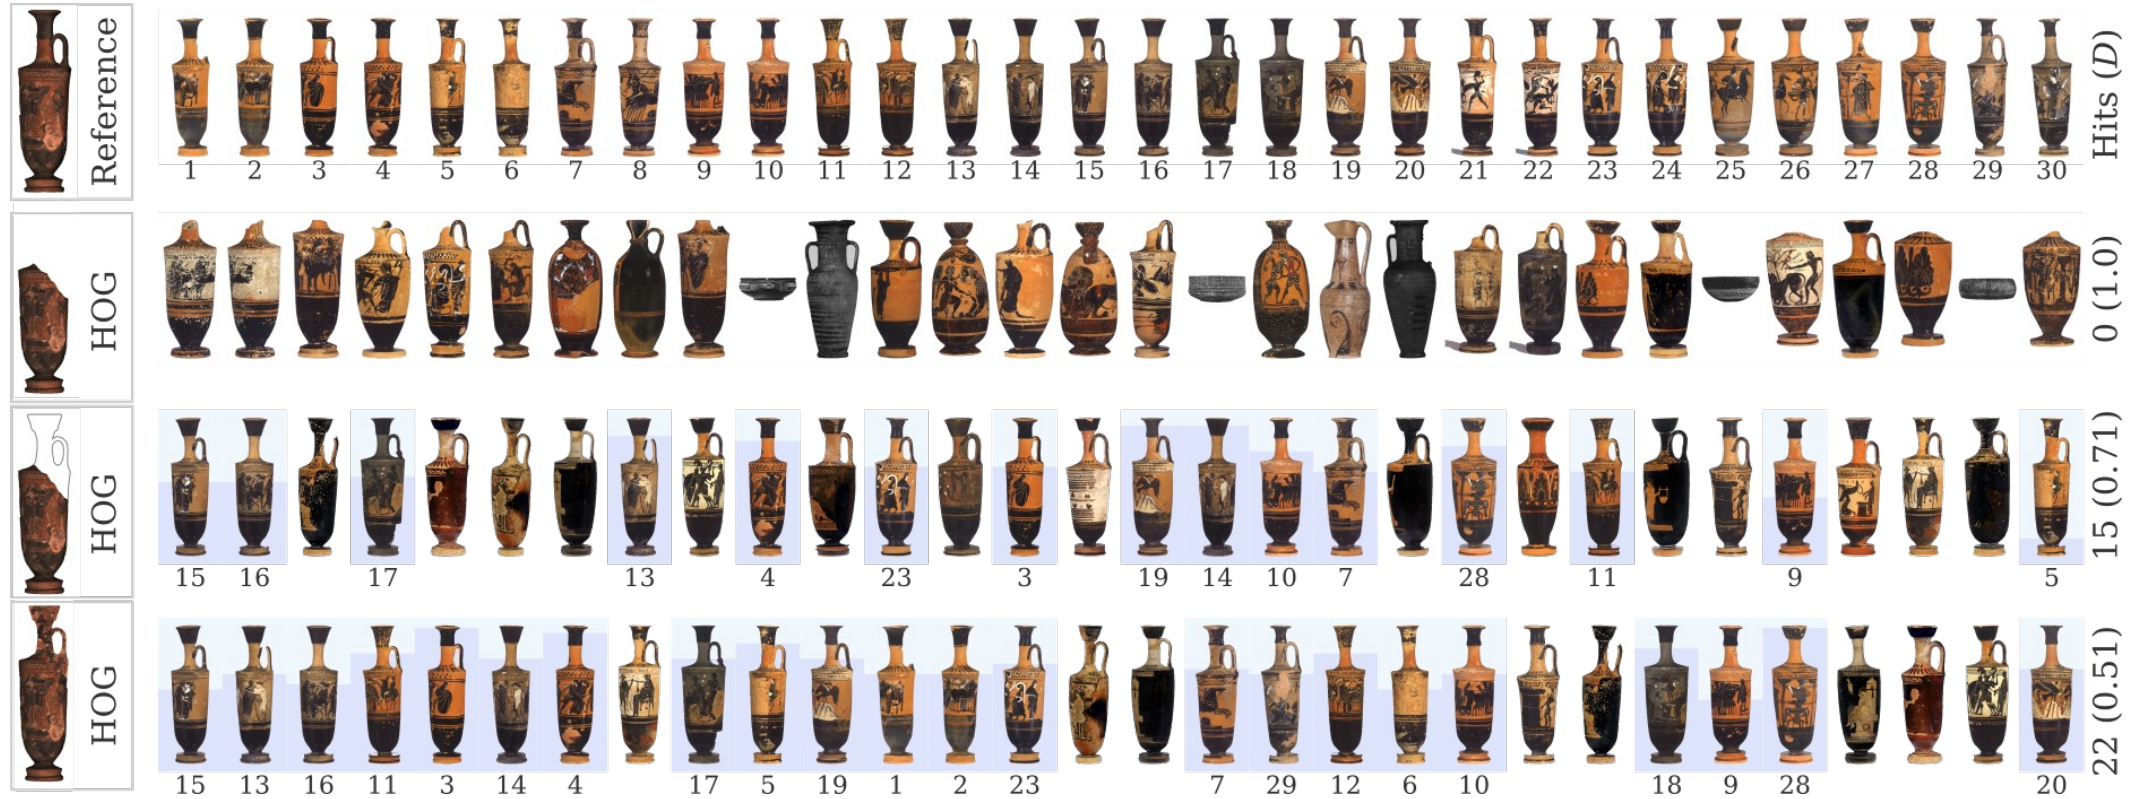 Reference
1 2 3 4 5 6 7 8 9 10 11 12 13 14 15 16 17 18 19 20 21 22 23 24 25 26 27 28 29 30
Hits (D)
HOG
0 (1.0)
HOG
15 16 17 13 4 23 3 19 14 10 7 28 11 9 5
15 (0.71)
HOG
15 13 16 11 3 14 4 17 5 19 1 2 23 7 29 12 6 10 18 9 28 20
22 (0.51)